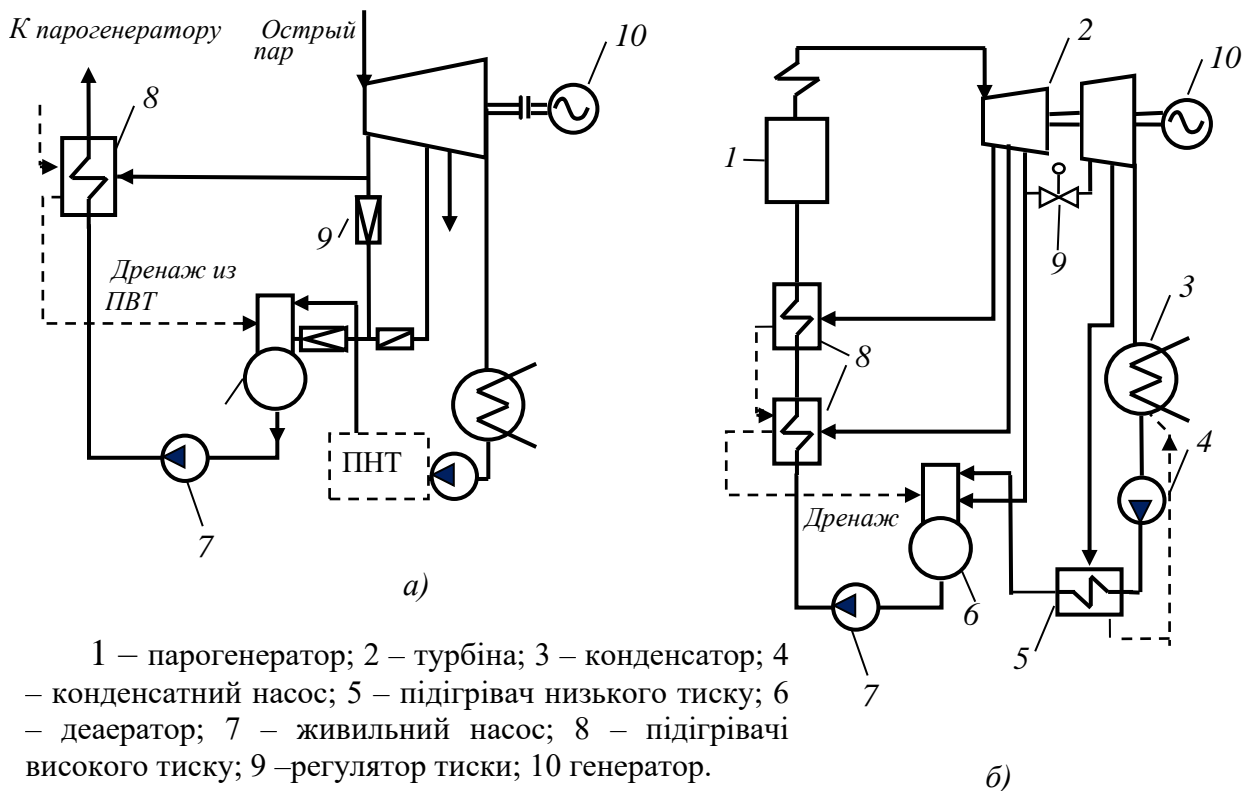 К парогенератору
Острый
пар
10
8
9
Дренаж из
ПВТ
ПНТ
7
а)
2
10
1
9
3
8
4
Дренаж
6
5
7
1 – парогенератор; 2 – турбіна; 3 – конденсатор; 4
– конденсатний насос; 5 – підігрівач низького тиску; 6
– деаератор; 7 – живильний насос; 8 – підігрівачі
високого тиску; 9 –регулятор тиски; 10 генератор.
б)